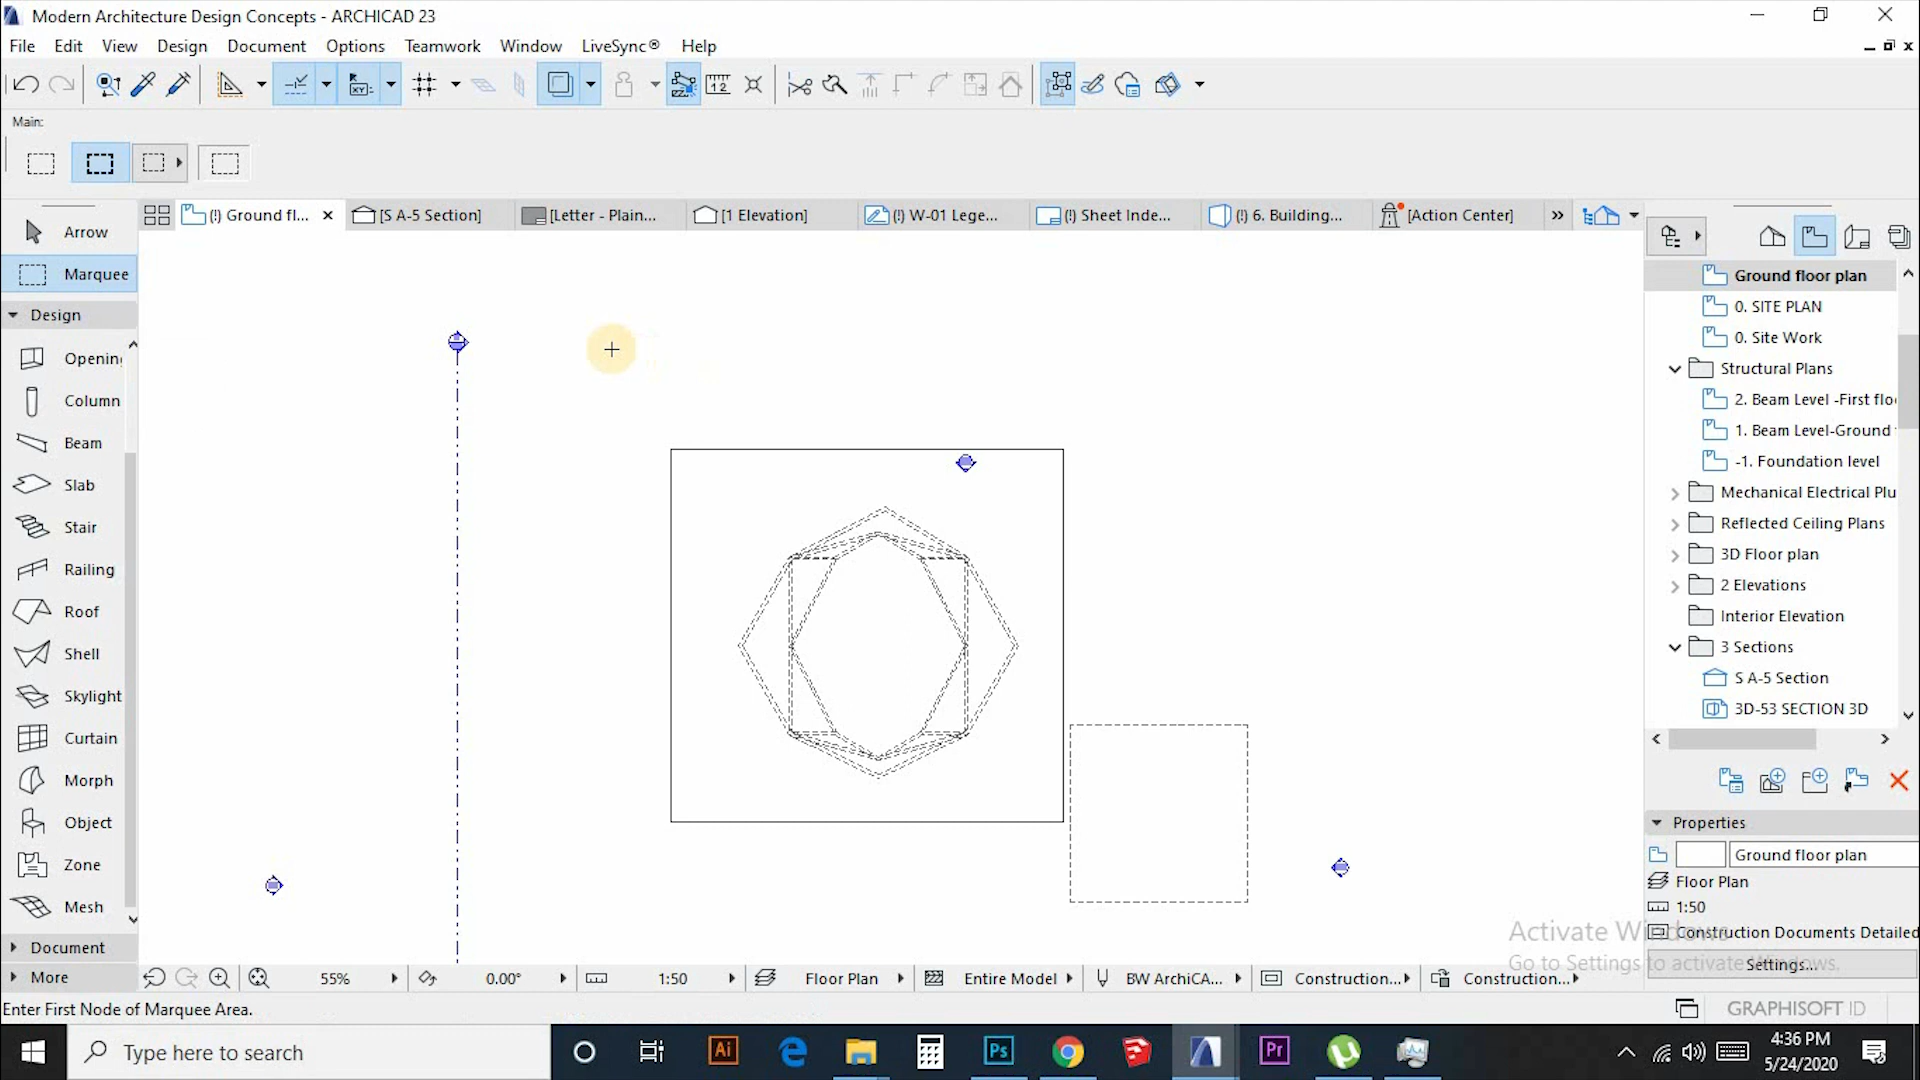 Modern Architecture Design Concepts - ARCHICAD 23
File Edit View Design Document Options Teamwork Window LiveSync® Help
Main:
(!) Ground fl...
[S A-5 Section]
[Letter - Plain...
[1 Elevation]
(!) W-01 Lege...
(!) Sheet Inde...
(!) 6. Building...
[Action Center]
Arrow
Marquee
Design
Opening
Column
Beam
Slab
Stair
Railing
Roof
Shell
Skylight
Curtain
Morph
Object
Zone
Mesh
Document
More
Ground floor plan
0. SITE PLAN
0. Site Work
Structural Plans
2. Beam Level -First flo
1. Beam Level-Ground
-1. Foundation level
Mechanical Electrical Plu
Reflected Ceiling Plans
3D Floor plan
2 Elevations
Interior Elevation
3 Sections
S A-5 Section
3D-53 SECTION 3D
Properties
Ground floor plan
Floor Plan
1:50
Construction Documents Detailed
Settings...
Activate Windows
Go to Settings to activate Windows.
55% 0.00° 1:50 Floor Plan Entire Model BW ArchiCA... Construction... Construction...
Enter First Node of Marquee Area.
GRAPHISOFT ID
Type here to search
Ai
Ps
Pr
4:36 PM
5/24/2020